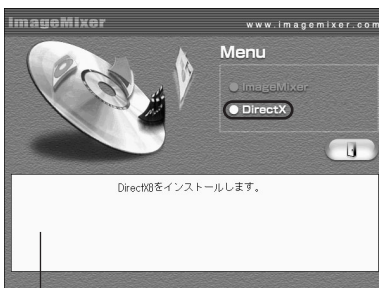 ImageMixer
www.imagemixer.com
Menu
ImageMixer
DirectX
DirectX8をインストールします。